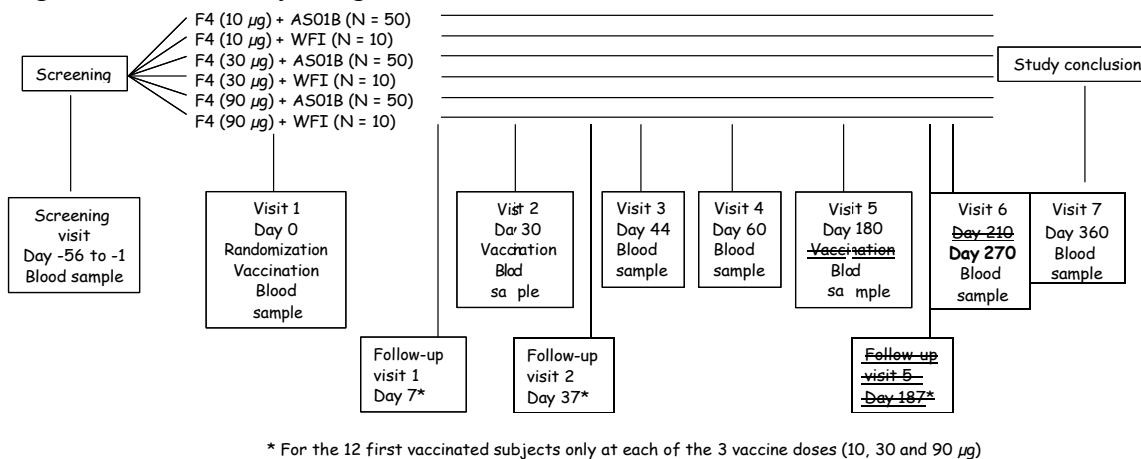 F4 (10 µg) + AS01B (N = 50)
F4 (10 µg) + WFI (N = 10)
F4 (30 µg) + AS01B (N = 50)
F4 (30 µg) + WFI (N = 10)
F4 (90 µg) + AS01B (N = 50)
F4 (90 µg) + WFI (N = 10)
Screening
Study conclusion
Screening
visit
Day -56 to -1
Blood sample
Visit 1
Day 0
Randomization
Vaccination
Blood
sample
Visit 2
Day 30
Vaccination
Blood
sample
Visit 3
Day 44
Blood
sample
Visit 4
Day 60
Blood
sample
Visit 5
Day 180
Vaccination
Blood
sample
Visit 6
Day 210
Day 270
Blood
sample
Visit 7
Day 360
Blood
sample
Follow-up
visit 1
Day 7*
Follow-up
visit 2
Day 37*
Follow-up
visit 5
Day 187*
* For the 12 first vaccinated subjects only at each of the 3 vaccine doses (10, 30 and 90 µg)